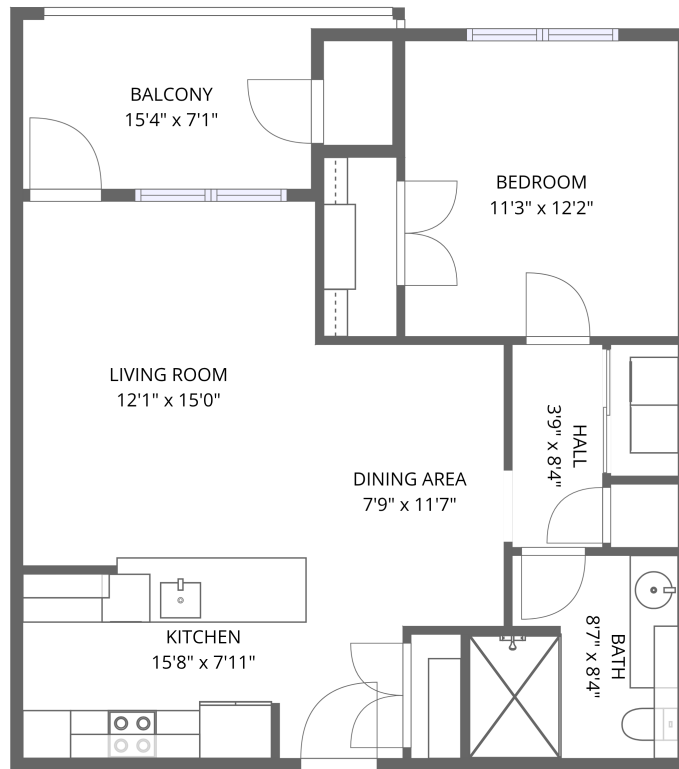 BALCONY
15'4" x 7'1"
BEDROOM
11'3" x 12'2"
LIVING ROOM
12'1" x 15'0"
HALL
3'9" x 8'4"
DINING AREA
7'9" x 11'7"
KITCHEN
15'8" x 7'11"
BATH
8'7" x 8'4"